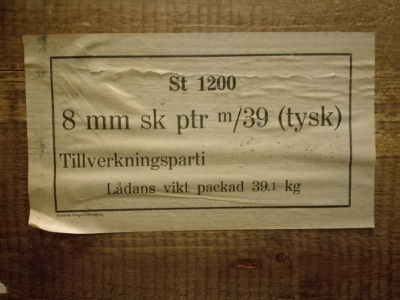 St 1200
8 mm sk ptr m/39 (tysk)
Tillverkningsparti
Lådans vikt packad 39.1 kg